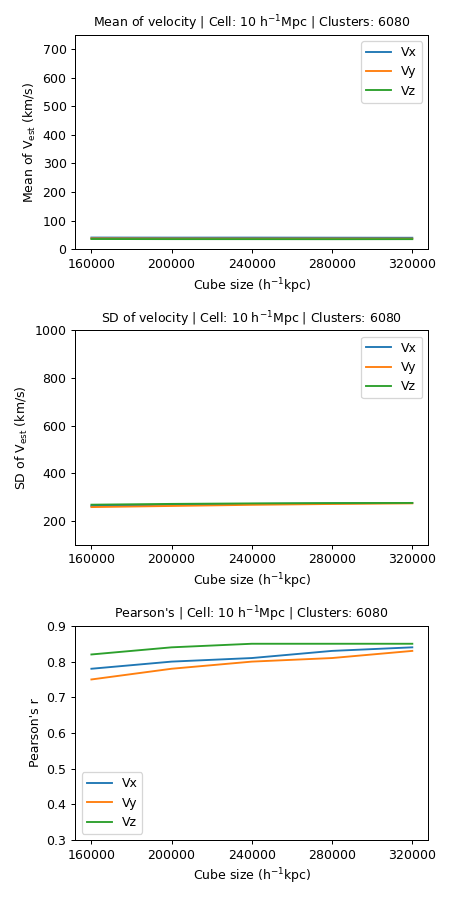 Mean of velocity | Cell: 10 h⁻¹Mpc | Clusters: 6080
Mean of Vₑₛₜ (km/s)
700
600
500
400
300
200
100
0
Vx
Vy
Vz
160000 200000 240000 280000 320000
Cube size (h⁻¹kpc)
SD of velocity | Cell: 10 h⁻¹Mpc | Clusters: 6080
SD of Vₑₛₜ (km/s)
1000
800
600
400
200
Vx
Vy
Vz
160000 200000 240000 280000 320000
Cube size (h⁻¹kpc)
Pearson's | Cell: 10 h⁻¹Mpc | Clusters: 6080
Pearson's r
0.9
0.8
0.7
0.6
0.5
0.4
0.3
Vx
Vy
Vz
160000 200000 240000 280000 320000
Cube size (h⁻¹kpc)